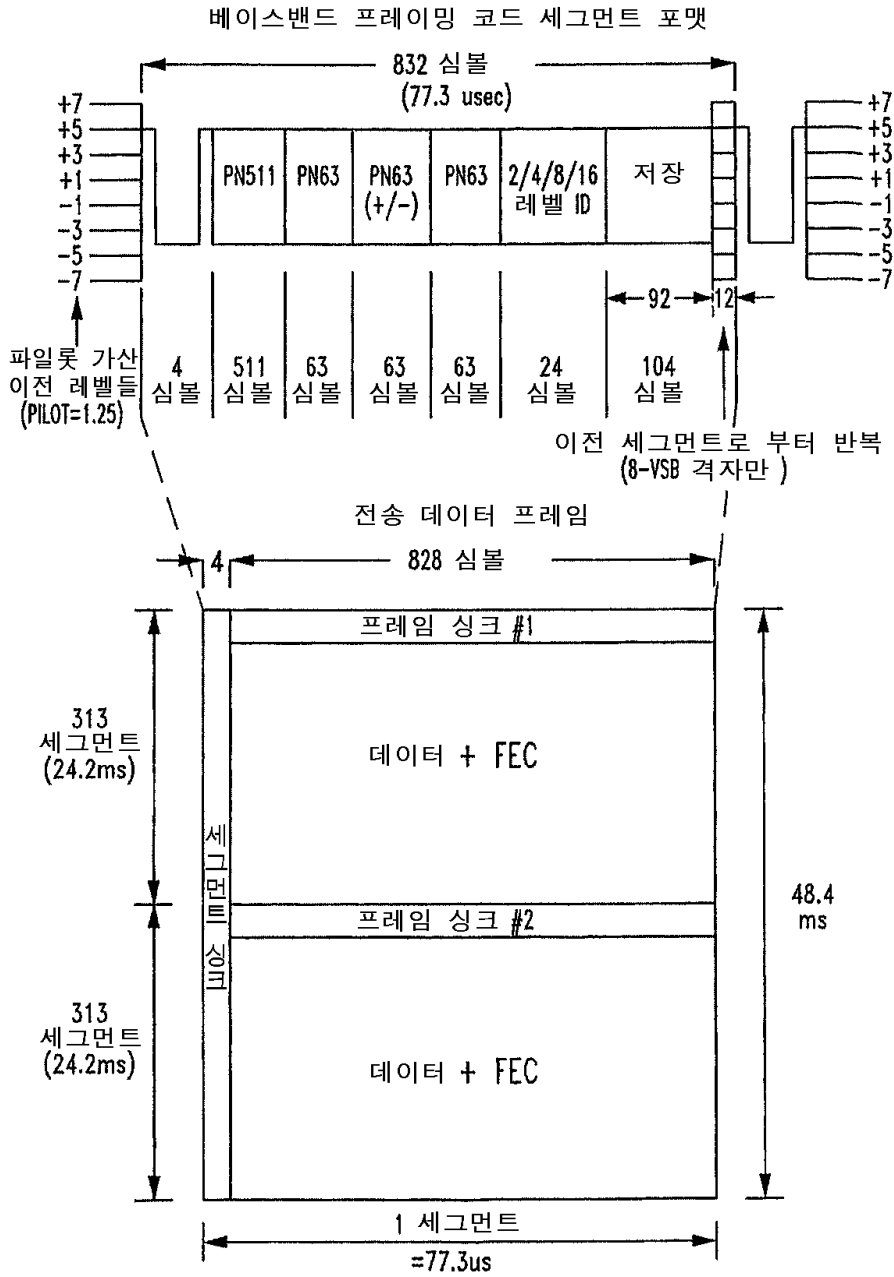 베이스밴드 프레이밍 코드 세그먼트 포맷
832 심볼
(77.3 usec)
+7
+5
+3
+1
-1
-3
-5
-7
PN511
PN63
PN63
(+/-)
PN63
2/4/8/16
레벨 ID
저장
+7
+5
+3
+1
-1
-3
-5
-7
92
12
파일롯 가산
이전 레벨들
(PILOT=1.25)
4
심볼
511
심볼
63
심볼
63
심볼
63
심볼
24
심볼
104
심볼
이전 세그먼트로 부터 반복
(8-VSB 격자만 )
전송 데이터 프레임
4
828 심볼
프레임 싱크 #1
313
세그먼트
(24.2ms)
데이터 + FEC
세그먼트 싱크
프레임 싱크 #2
48.4
ms
313
세그먼트
(24.2ms)
데이터 + FEC
1 세그먼트
=77.3us